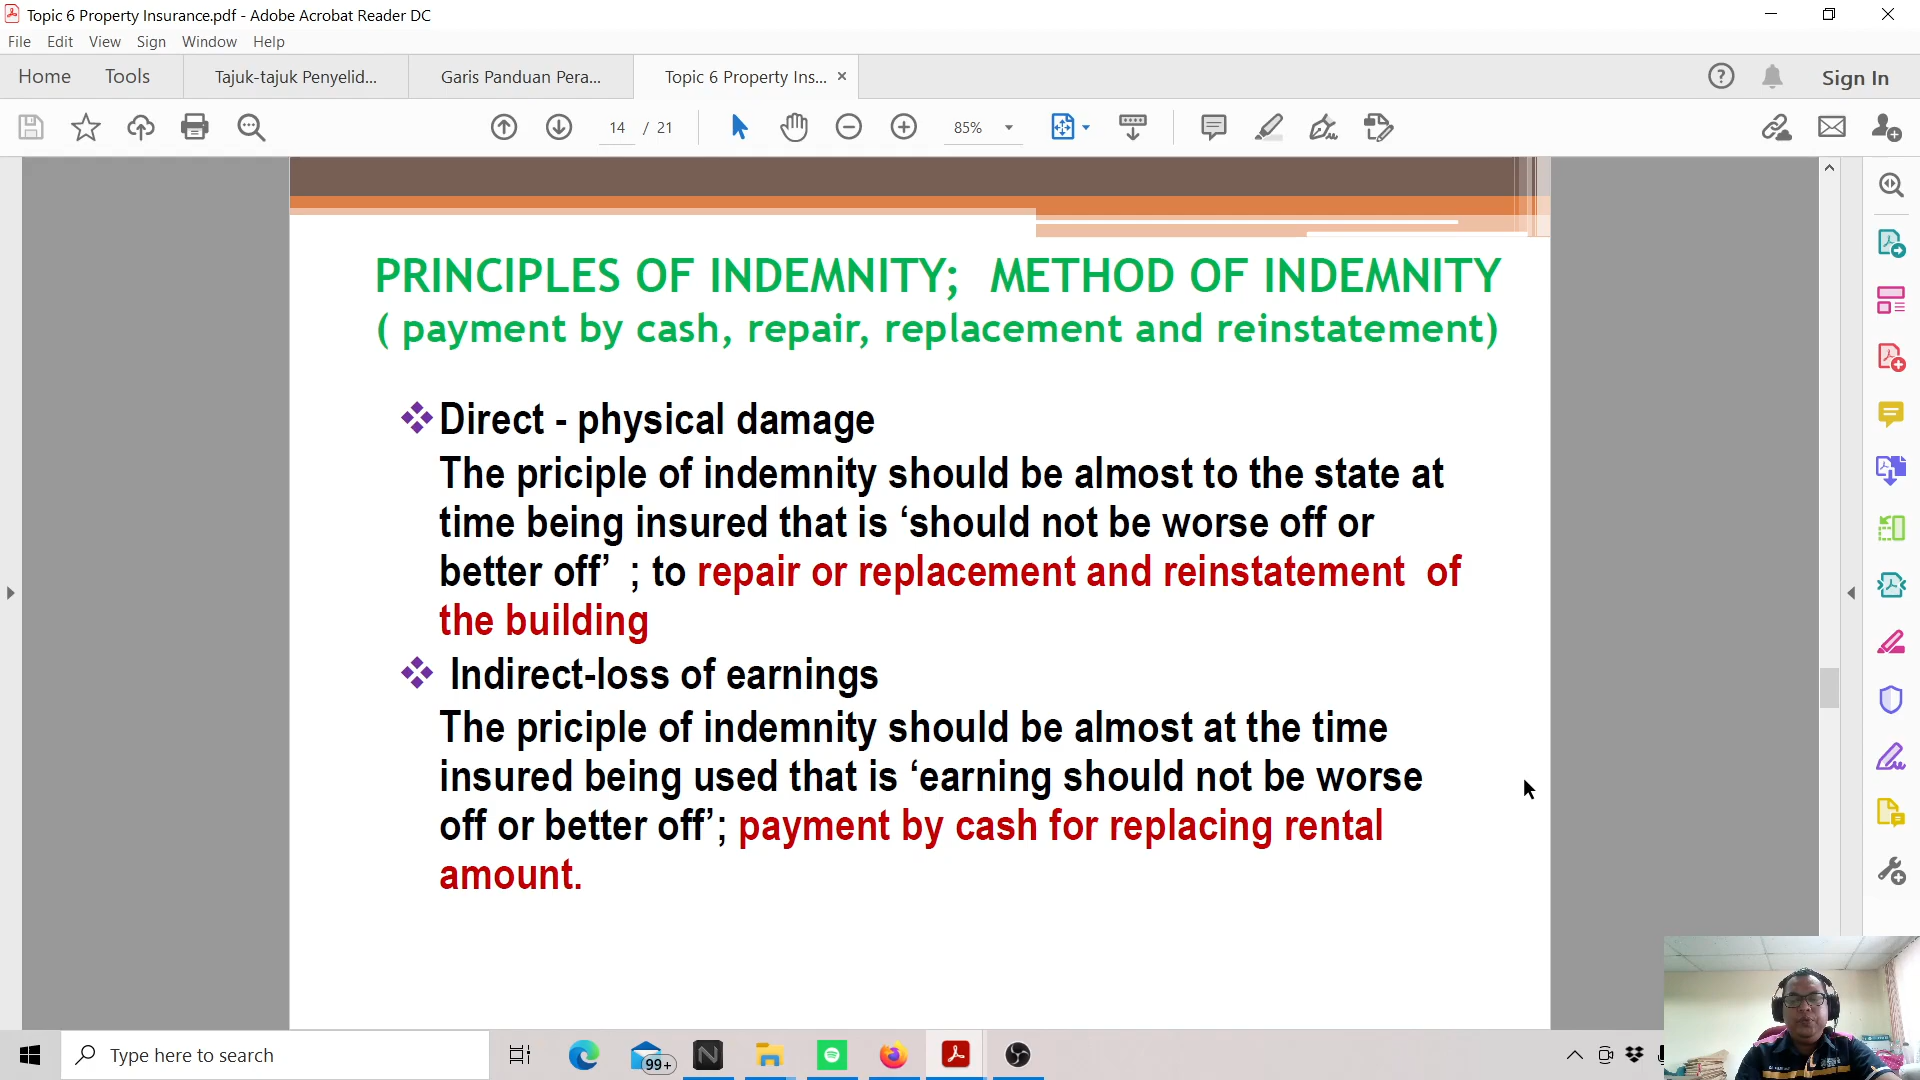 Topic 6 Property Insurance.pdf - Adobe Acrobat Reader DC
File Edit View Sign Window Help
Home Tools Tajuk-tajuk Penyelid... Garis Panduan Pera... Topic 6 Property Ins... × Sign In
14 / 21 85%
PRINCIPLES OF INDEMNITY; METHOD OF INDEMNITY
( payment by cash, repair, replacement and reinstatement)
❖ Direct - physical damage
The priciple of indemnity should be almost to the state at
time being insured that is ‘should not be worse off or
better off’ ; to repair or replacement and reinstatement of
the building
❖ Indirect-loss of earnings
The priciple of indemnity should be almost at the time
insured being used that is ‘earning should not be worse
off or better off’; payment by cash for replacing rental
amount.
Type here to search
99+